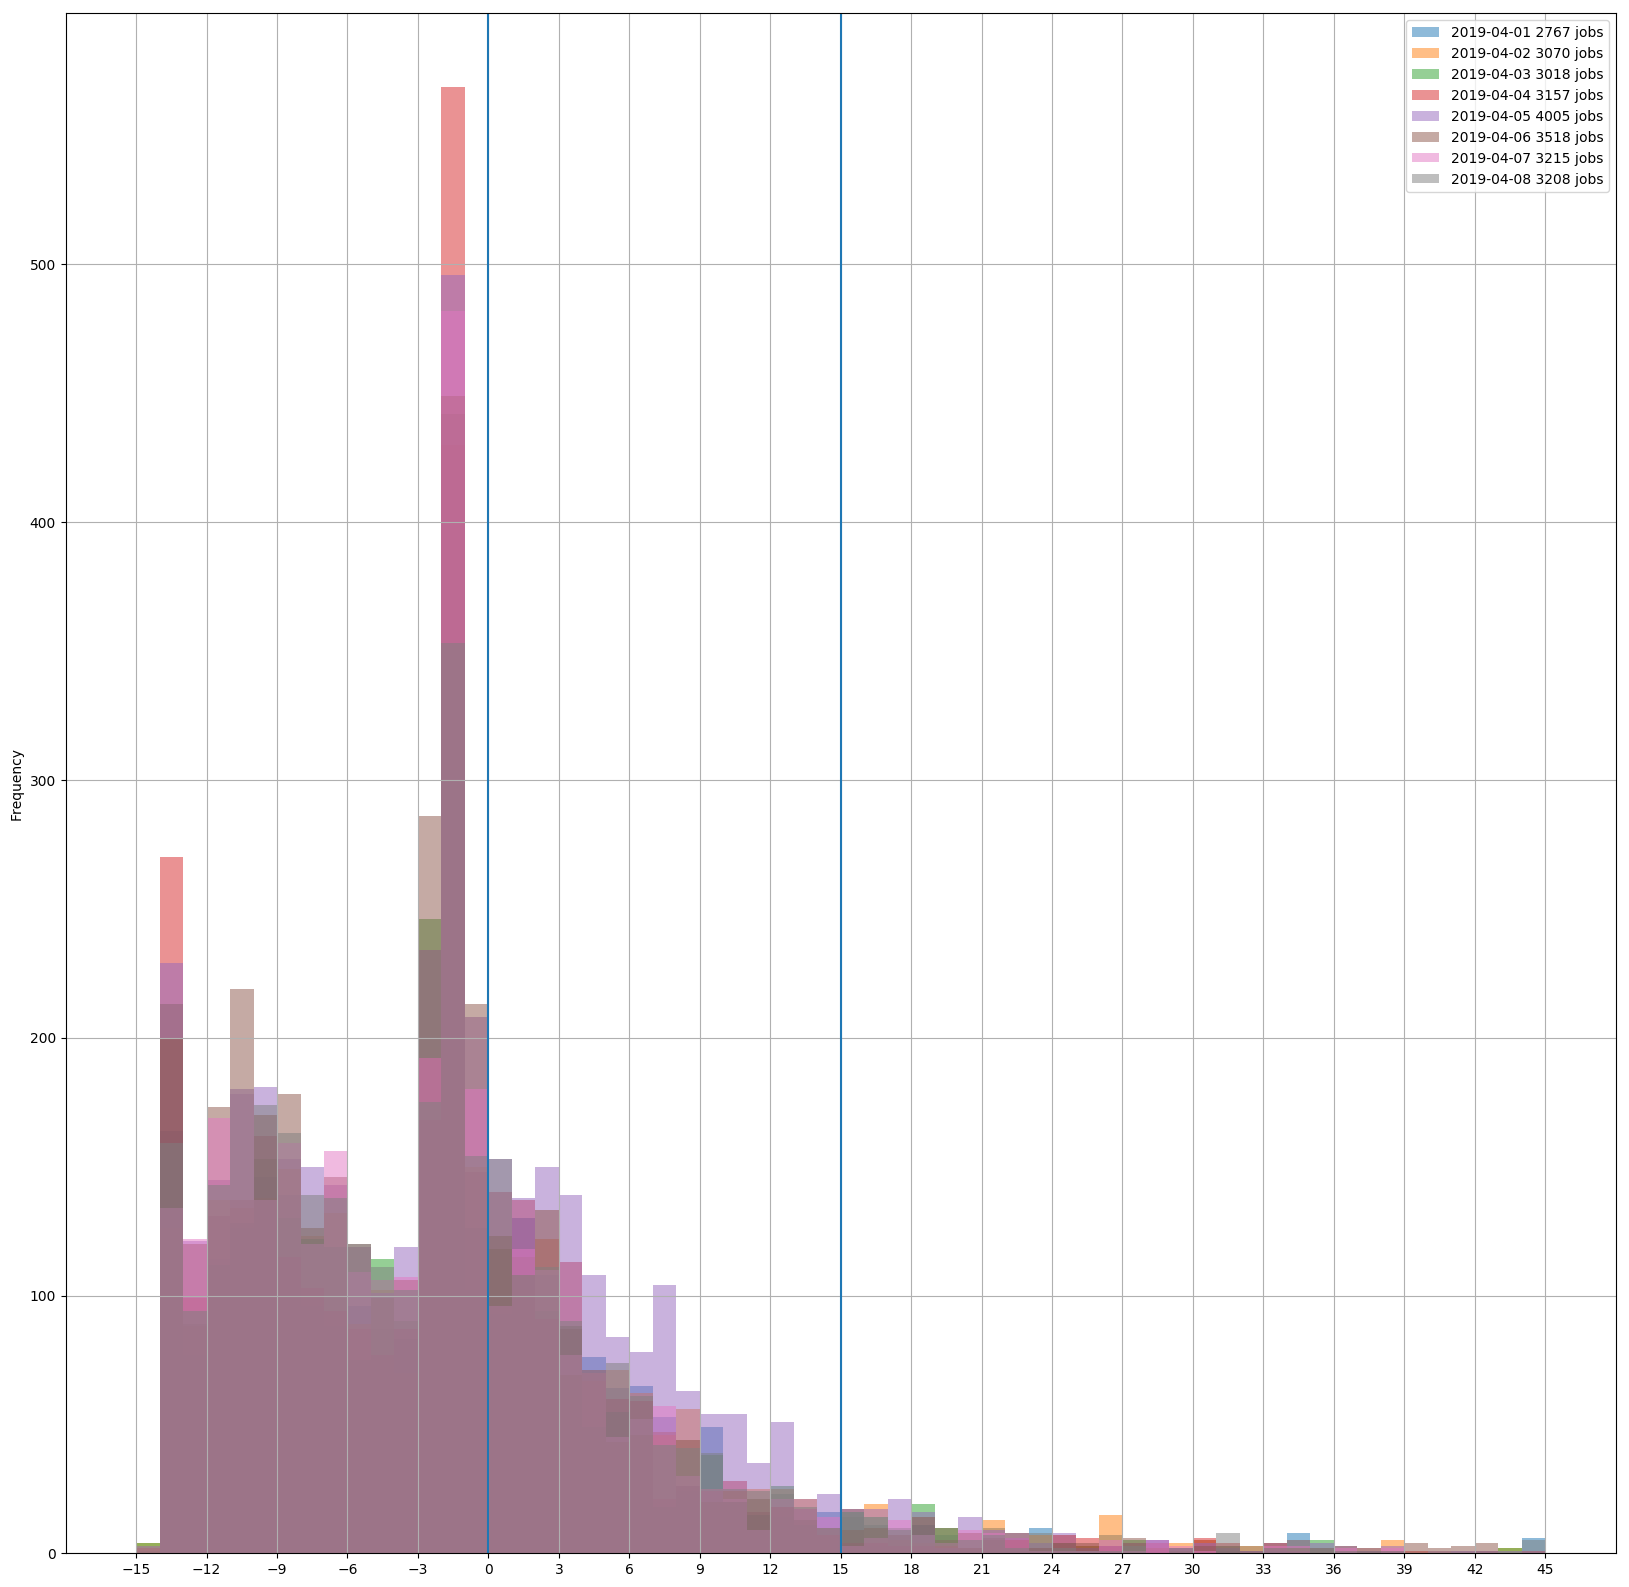 2019-04-01 2767 jobs
2019-04-02 3070 jobs
2019-04-03 3018 jobs
2019-04-04 3157 jobs
2019-04-05 4005 jobs
2019-04-06 3518 jobs
2019-04-07 3215 jobs
2019-04-08 3208 jobs
500
400
300
Frequency
200
100
0
−15 −12 −9 −6 −3 0 3 6 9 12 15 18 21 24 27 30 33 36 39 42 45